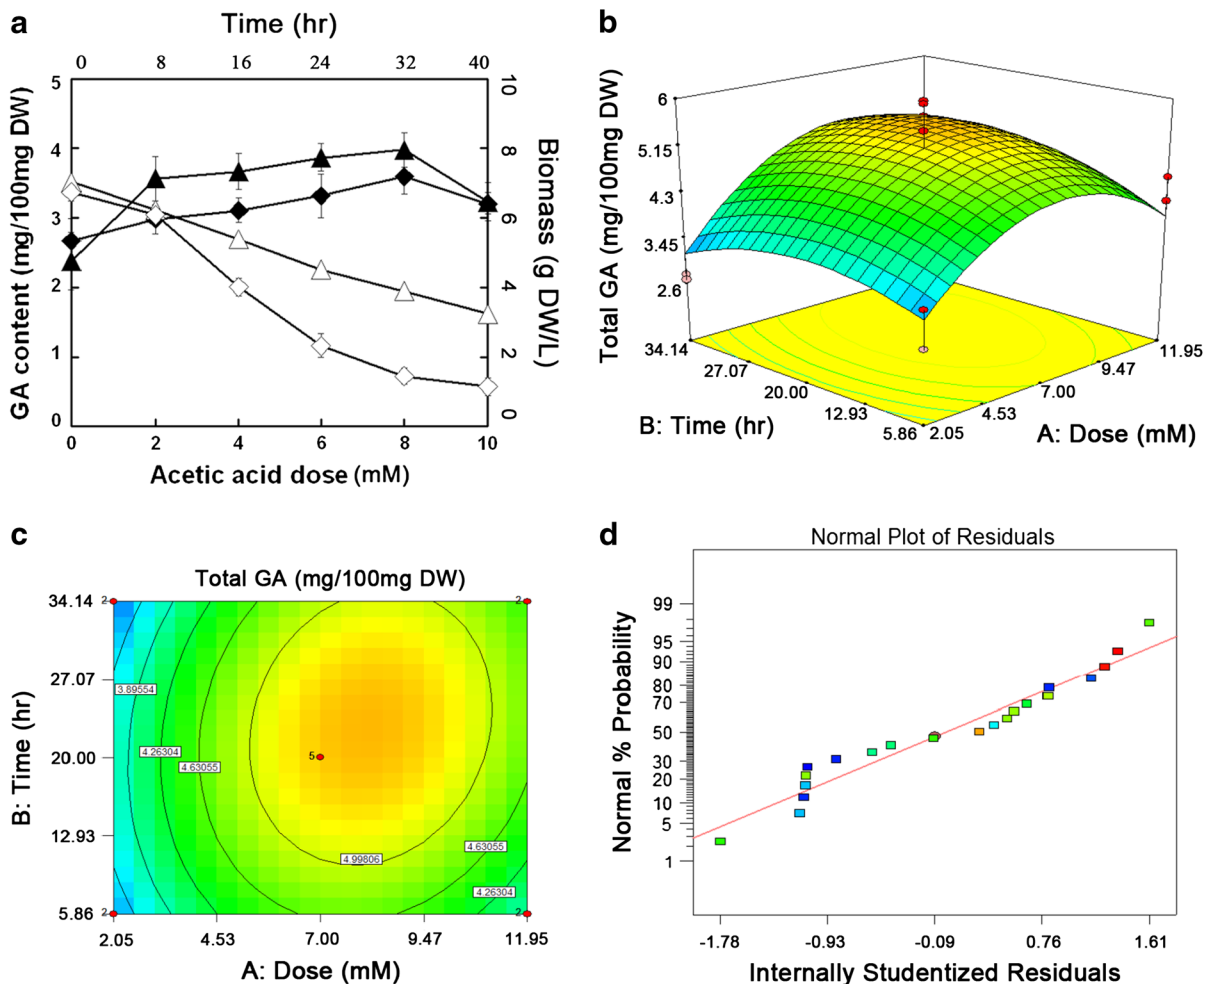 a
Time (hr)
0 8 16 24 32 40
GA content (mg/100mg DW)
5
4
3
2
1
0
10
8
6
4
2
0
Biomass (g DW/L)
0 2 4 6 8 10
Acetic acid dose (mM)
b
Total GA (mg/100mg DW)
6
5.15
4.3
3.45
2.6
34.14
27.07
20.00
12.93
5.86
2.05
4.53
7.00
9.47
11.95
B: Time (hr)
A: Dose (mM)
c
Total GA (mg/100mg DW)
B: Time (hr)
34.14
27.07
20.00
12.93
5.86
2 2
3.89554
4.26304
4.63055
5
4.99806
4.63055
4.26304
2 2
2.05 4.53 7.00 9.47 11.95
A: Dose (mM)
d
Normal Plot of Residuals
Normal % Probability
99
95
90
80
70
50
30
20
10
5
1
-1.78 -0.93 -0.09 0.76 1.61
Internally Studentized Residuals